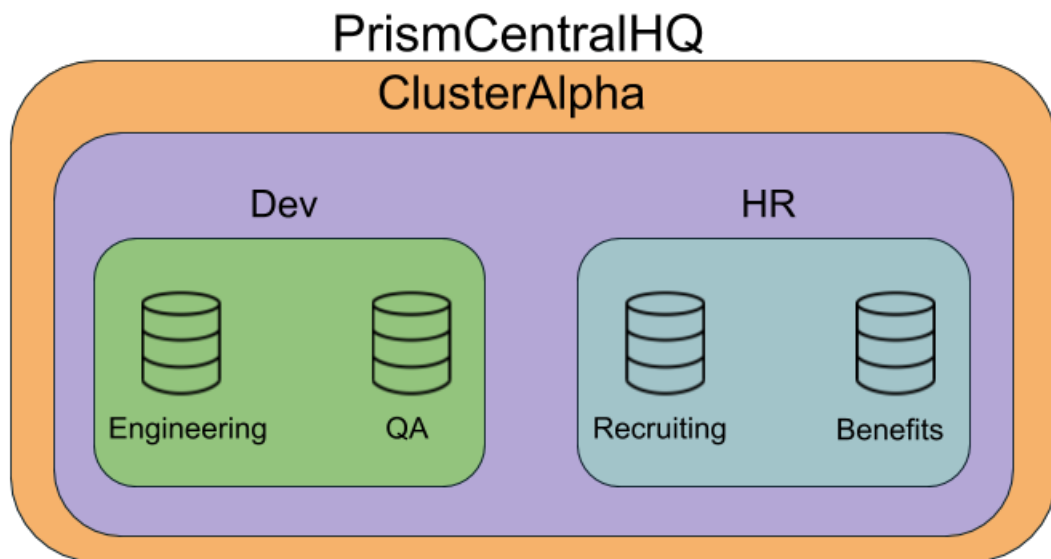 PrismCentralHQ
ClusterAlpha
Dev
HR
Engineering
QA
Recruiting
Benefits